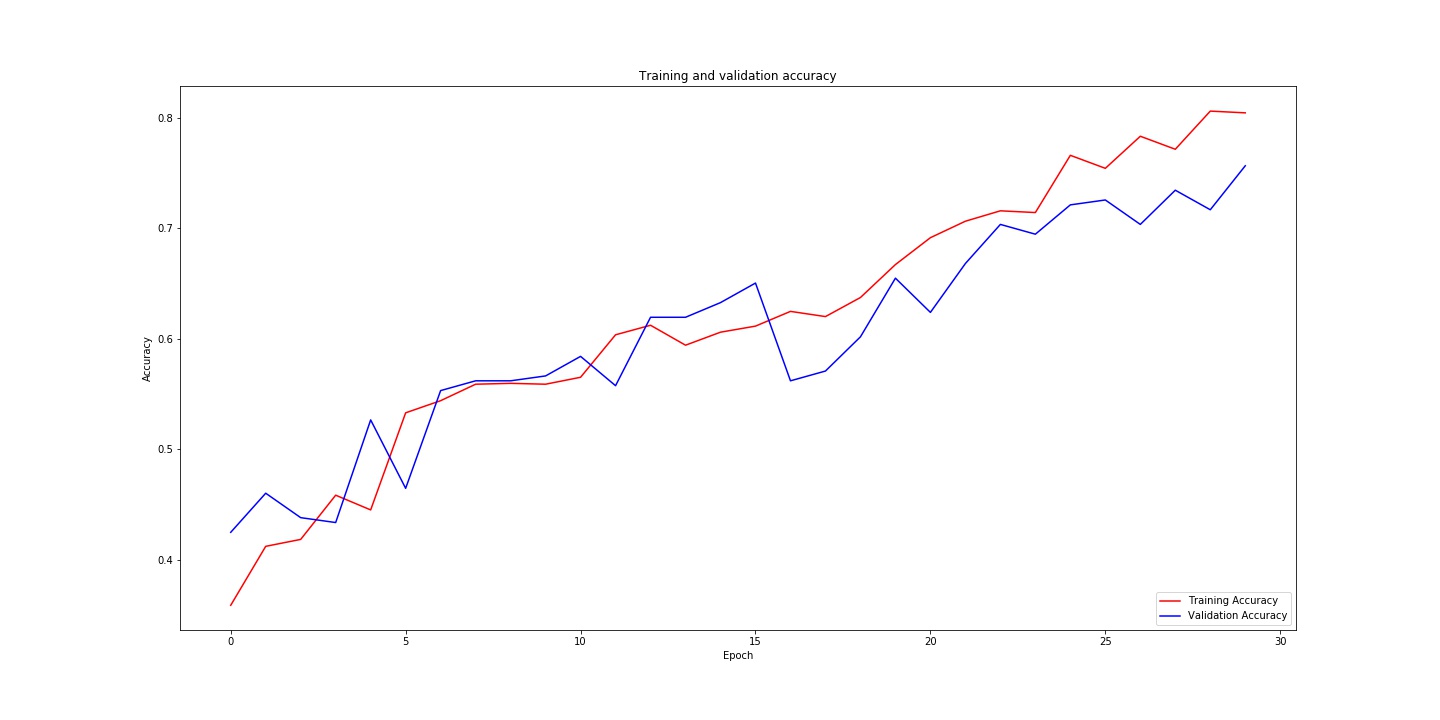 Training and validation accuracy
0.8
0.7
0.6
0.5
0.4
Accuracy
0 5 10 15 20 25 30
Epoch
Training Accuracy
Validation Accuracy